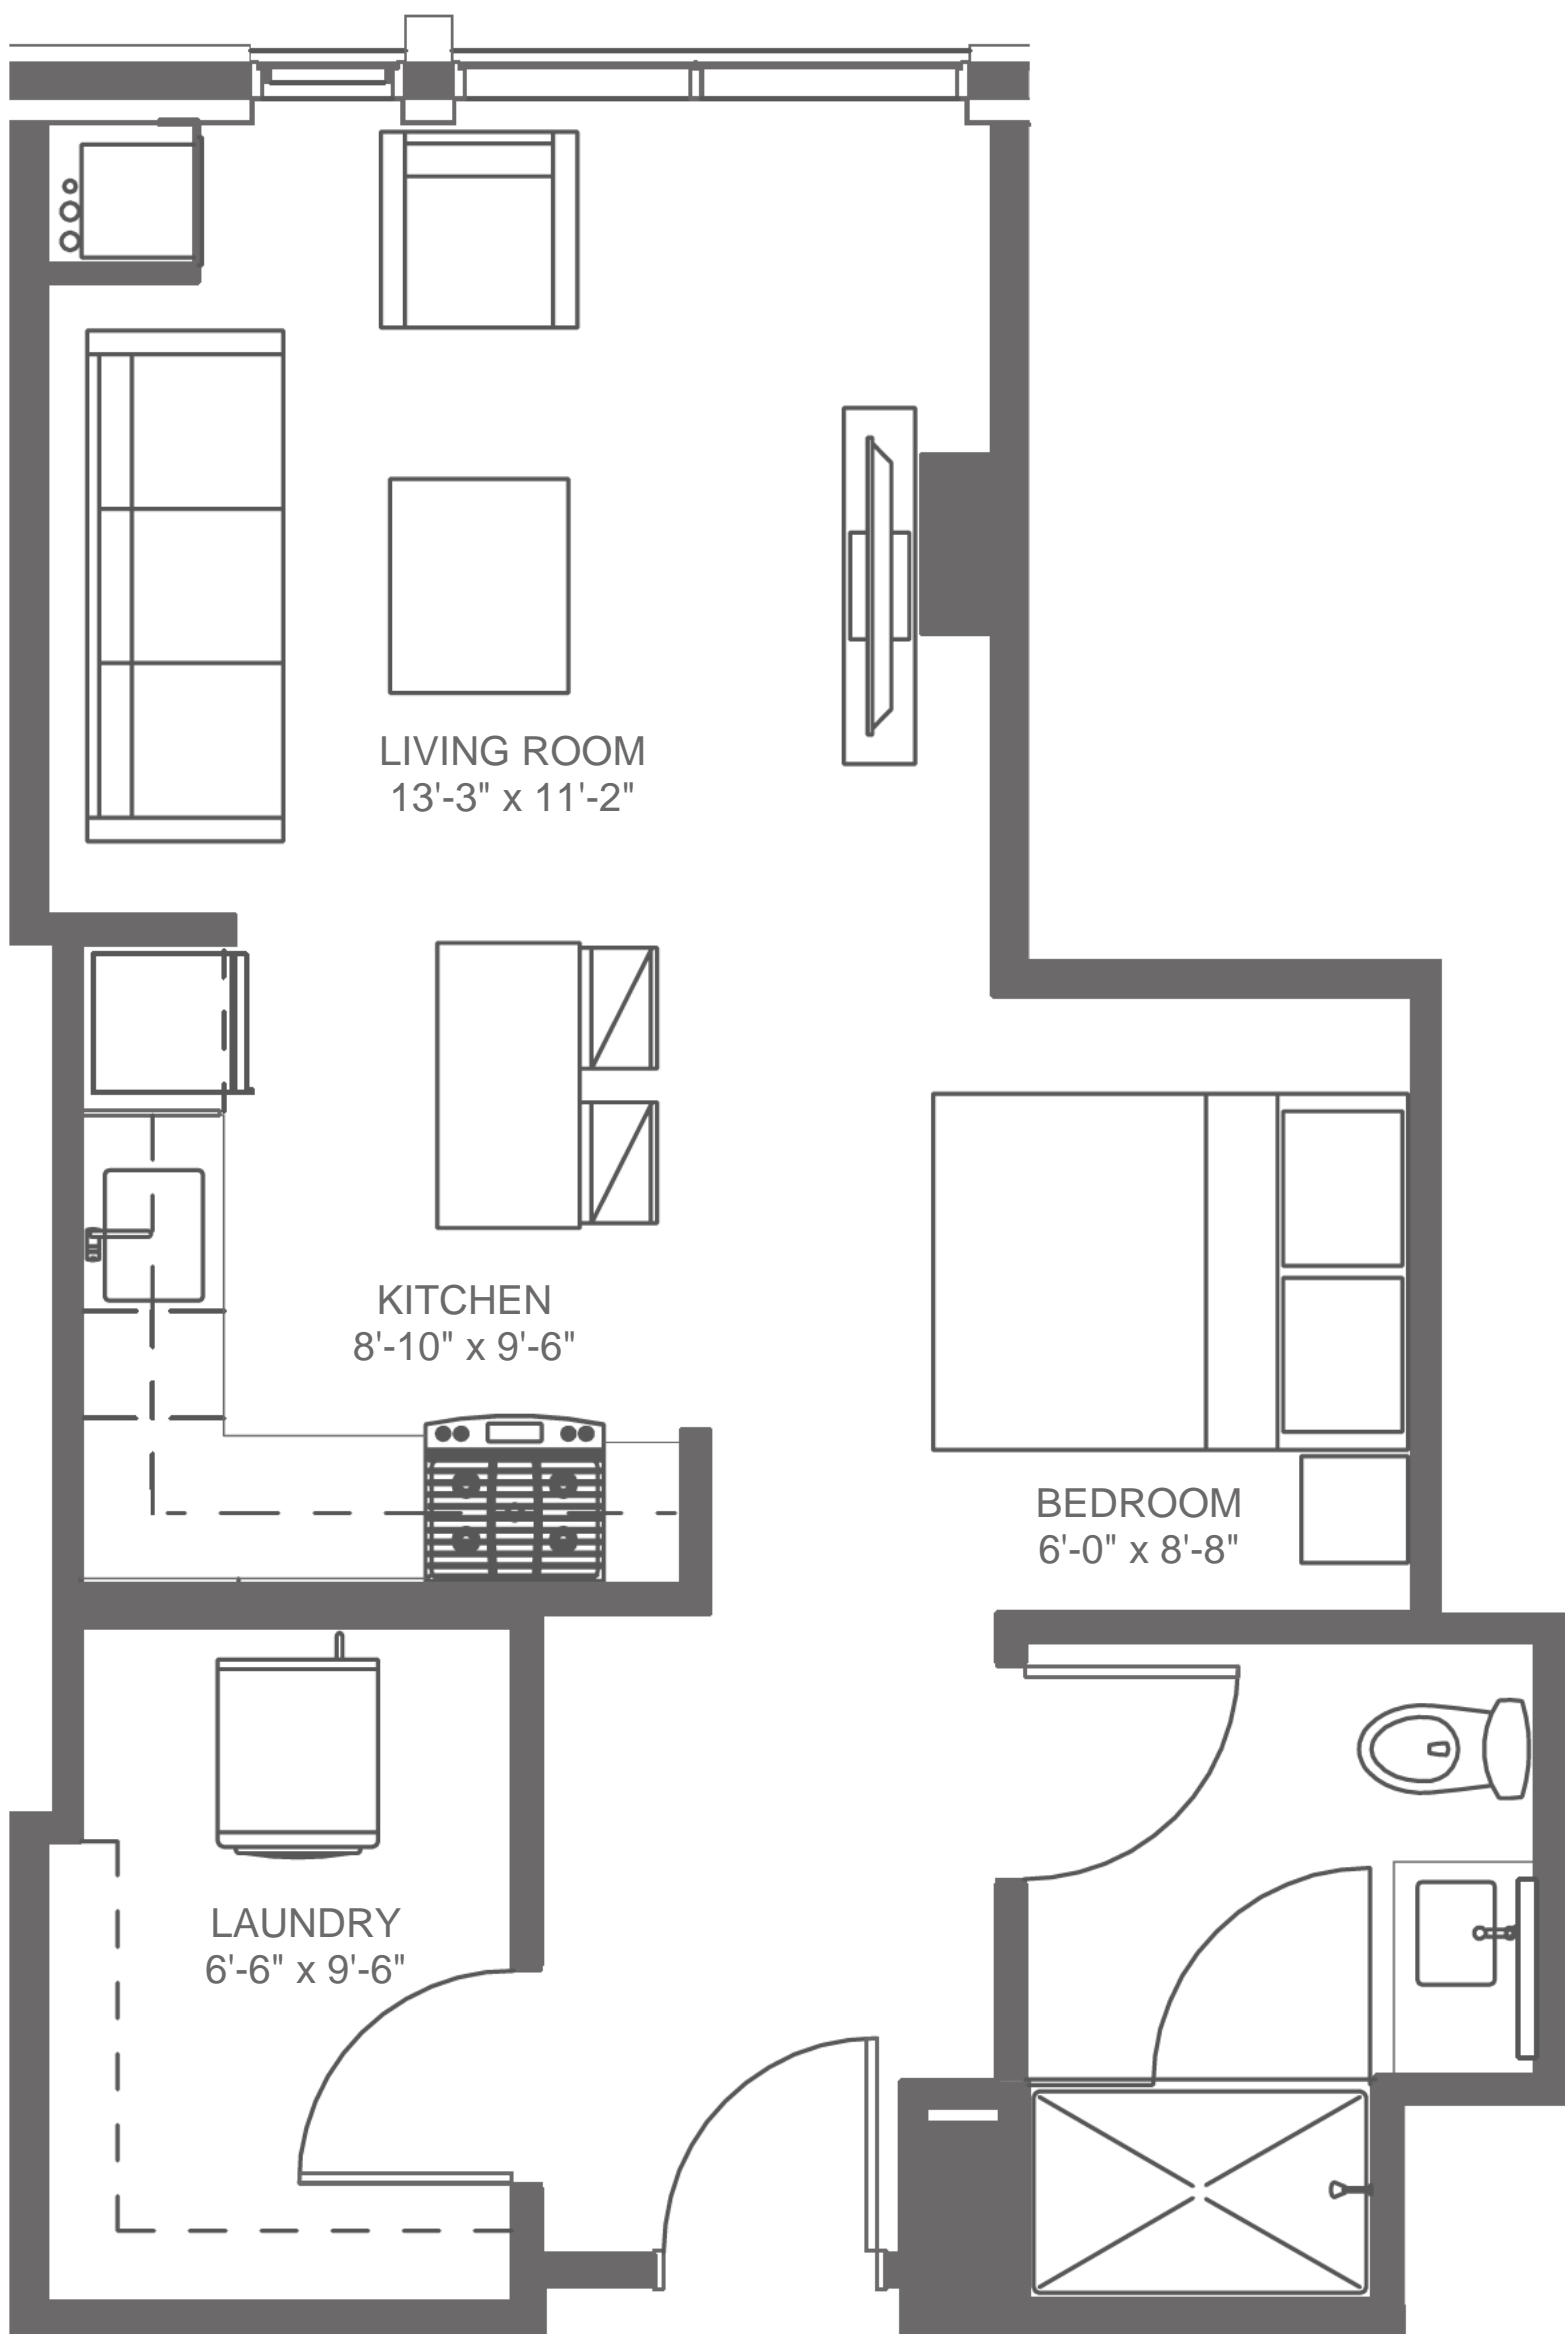 LIVING ROOM
13'-3" x 11'-2"
KITCHEN
8'-10" x 9'-6"
BEDROOM
6'-0" x 8'-8"
LAUNDRY
6'-6" x 9'-6"